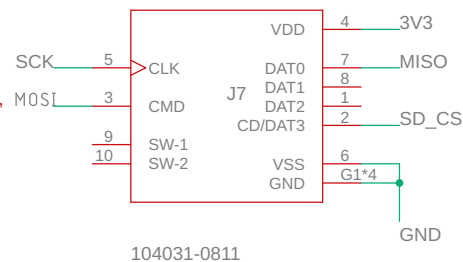 4 3V3
VDD
SCK 5 CLK
7 MISO
DAT0
8
DAT1
J7
, MOSI 3 CMD
1
DAT2
2 SD_CS
CD/DAT3
9 SW-1
10 SW-2
6
VSS
G1*4
GND
GND
104031-0811